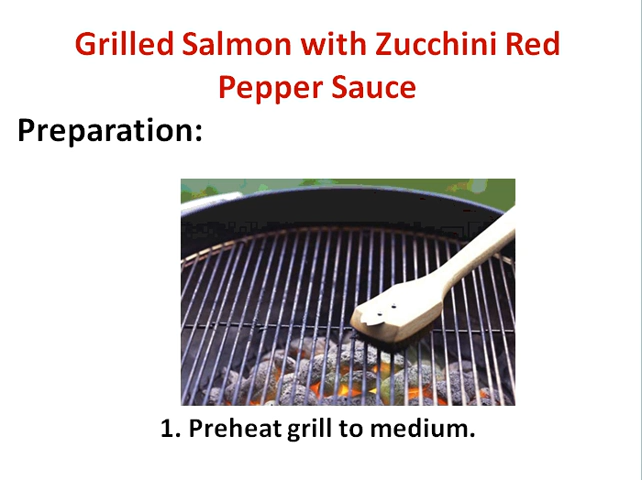 Grilled Salmon with Zucchini Red
Pepper Sauce
Preparation:
1. Preheat grill to medium.